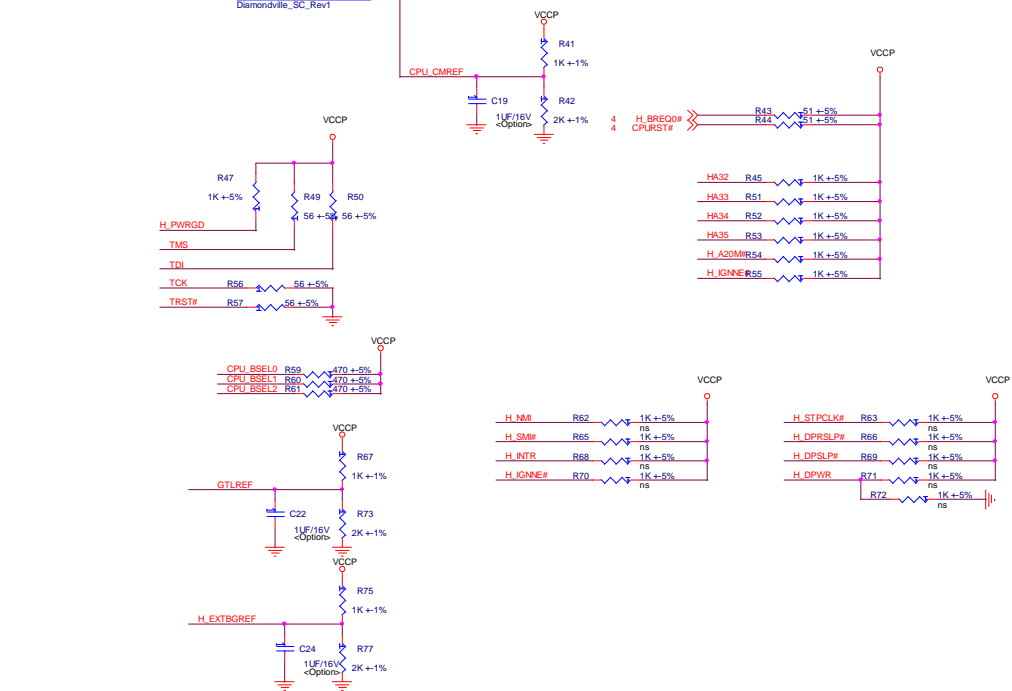 Diamondville_SC_Rev1
VCCP
R41
1K +-1%
CPU_CMREF
C19
1UF/16V
<Option>
R42
2K +-1%
VCCP
4 H_BREQ0#
4 CPURST#
R43 51 +-5%
R44 51 +-5%
HA32 R45 1K +-5%
HA33 R51 1K +-5%
HA34 R52 1K +-5%
HA35 R53 1K +-5%
H_A20M# R54 1K +-5%
H_IGNNE# R55 1K +-5%
VCCP
R47
1K +-5%
R49
56 +-5%
R50
56 +-5%
H_PWRGD
TMS
TDI
TCK R56 56 +-5%
TRST# R57 56 +-5%
VCCP
CPU_BSEL0 R59 470 +-5%
CPU_BSEL1 R60 470 +-5%
CPU_BSEL2 R61 470 +-5%
VCCP
H_NMI R62 1K +-5%
ns
H_SMI# R65 1K +-5%
ns
H_INTR R68 1K +-5%
ns
H_IGNNE# R70 1K +-5%
ns
VCCP
H_STPCLK# R63 1K +-5%
ns
H_DPRSLP# R66 1K +-5%
ns
H_DPSLP# R69 1K +-5%
ns
H_DPWR R71 1K +-5%
ns
R72 1K +-5%
ns
VCCP
R67
1K +-1%
GTLREF
C22
1UF/16V
<Option>
R73
2K +-1%
VCCP
R75
1K +-1%
H_EXTBGREF
C24
1UF/16V
<Option>
R77
2K +-1%